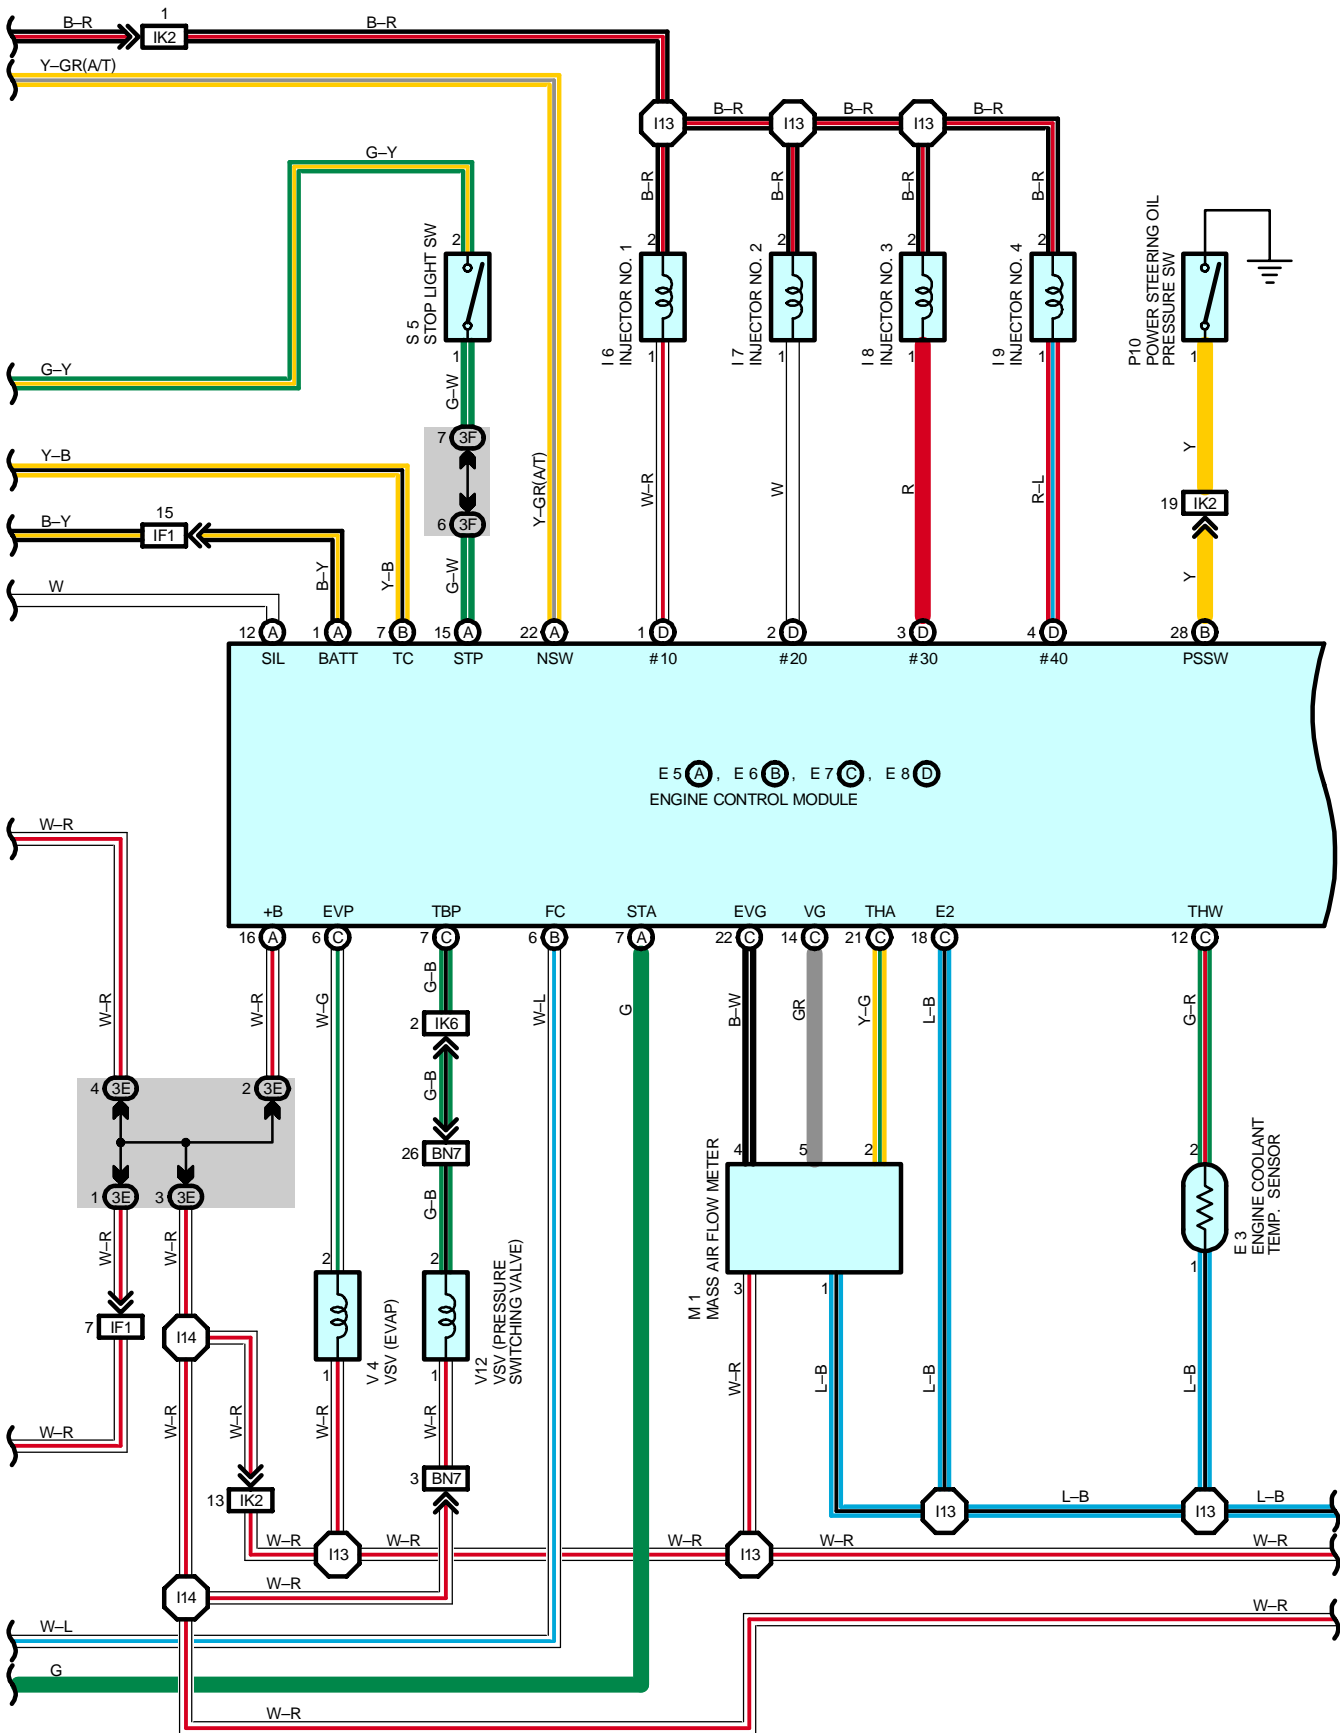 1
B–R
IK2
B–R
Y–GR(A/T)
I13
B–R
I13
B–R
I13
B–R
G–Y
B–R
B–R
B–R
B–R
2
S 5
STOP LIGHT SW
1
2
I 6
INJECTOR NO. 1
1
2
I 7
INJECTOR NO. 2
1
2
I 8
INJECTOR NO. 3
1
2
I 9
INJECTOR NO. 4
1
P10
POWER STEERING OIL
PRESSURE SW
1
G–Y
G–W
7 3F
6 3F
G–W
Y–B
15
B–Y
IF1
B–Y
Y–B
Y–GR(A/T)
W–R
W
R
R–L
Y
19 IK2
Y
W
12 A
1 A
7 B
15 A
22 A
1 D
2 D
3 D
4 D
28 B
SIL
BATT
TC
STP
NSW
#10
#20
#30
#40
PSSW
E 5 A , E 6 B , E 7 C , E 8 D
ENGINE CONTROL MODULE
W–R
+B
EVP
TBP
FC
STA
EVG
VG
THA
E2
THW
16 A
6 C
7 C
6 B
7 A
22 C
14 C
21 C
18 C
12 C
W–R
W–R
W–G
G–B
W–L
G
B–W
GR
Y–G
L–B
G–R
2 IK6
G–B
4 3E
2 3E
26 BN7
G–B
1 3E
3 3E
4
5
2
M 1
MASS AIR FLOW METER
3
1
2
E 3
ENGINE COOLANT
TEMP. SENSOR
1
W–R
W–R
7 IF1
I14
2
V 4
VSV (EVAP)
1
2
V12
VSV (PRESSURE
SWITCHING VALVE)
1
W–R
W–R
W–R
W–R
W–R
W–R
L–B
L–B
L–B
3 BN7
13 IK2
I13
L–B
I13
L–B
W–R
I13
W–R
W–R
I13
W–R
W–R
I14
W–R
W–L
G
W–R